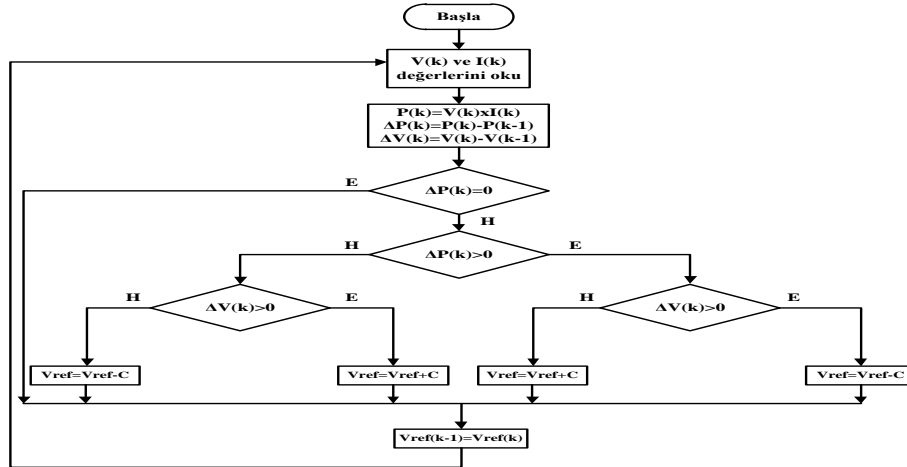 Başla
V(k) ve I(k)
değerlerini oku
P(k)=V(k)xI(k)
ΔP(k)=P(k)-P(k-1)
ΔV(k)=V(k)-V(k-1)
E
ΔP(k)=0
H
H
ΔP(k)>0
E
H
ΔV(k)>0
E
H
ΔV(k)>0
E
Vref=Vref-C
Vref=Vref+C
Vref=Vref+C
Vref=Vref-C
Vref(k-1)=Vref(k)